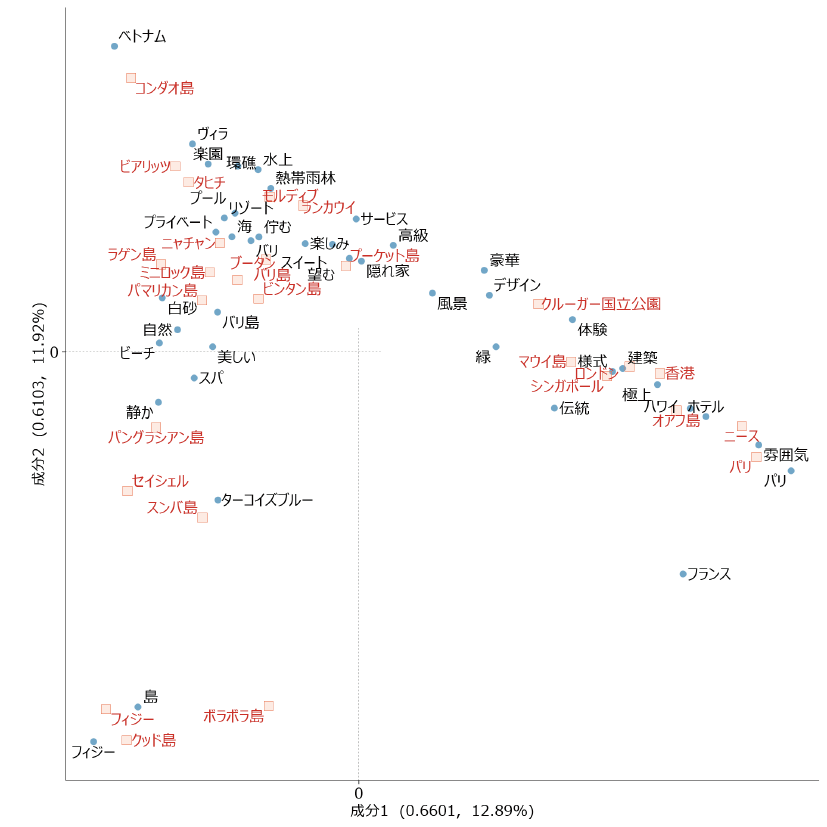 ベトナム
コンダオ島
ヴィラ
楽園
環礁
水上
ビアリッツ
タヒチ
熱帯雨林
プール
モルディブ
リゾート
ランカウイ
プライベート
海
佇む
サービス
ニャチャン
バリ
楽しみ
高級
ラゲン島
ブータン
スイート
プーケット島
豪華
ミニロック島
バリ島
望む
隠れ家
パマリカン島
ビンタン島
デザイン
白砂
風景
クルーガー国立公園
自然
バリ島
体験
0
ビーチ
美しい
緑
マウイ島
様式
建築
スパ
ロンドン
香港
シンガポール
極上
静か
伝統
ハワイ
ホテル
オアフ島
パングラシアン島
ニース
雰囲気
パリ
パリ
セイシェル
スンバ島
ターコイズブルー
フランス
島
フィジー
ボラボラ島
クッド島
フィジー
0
成分1 (0.6601, 12.89%)
成分2 (0.6103, 11.92%)